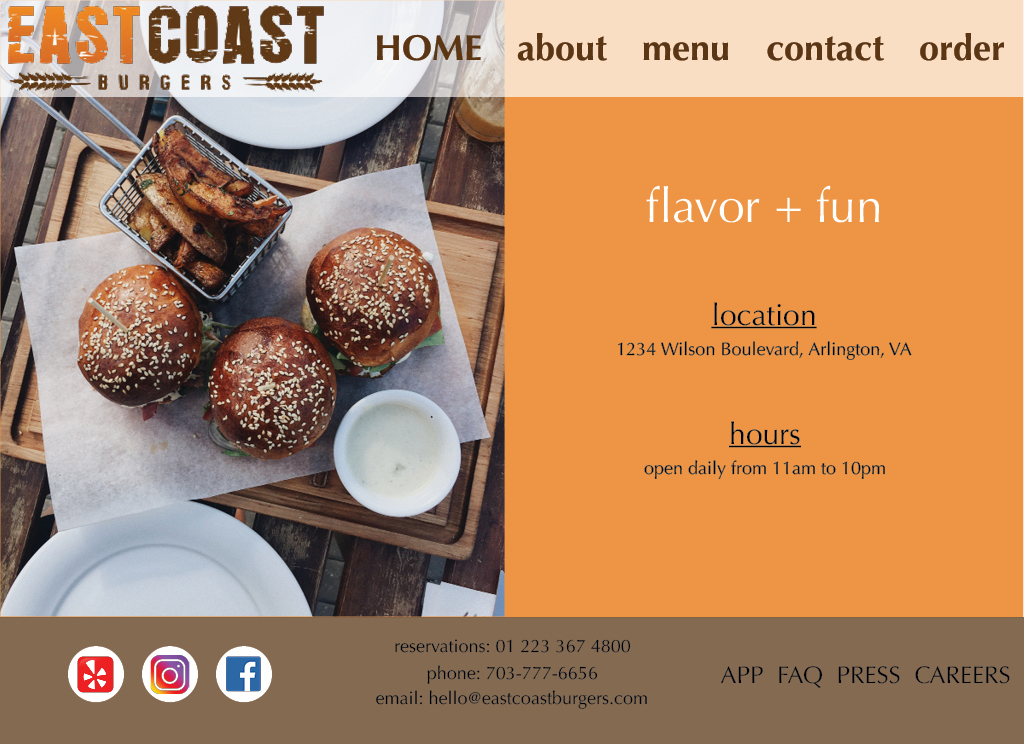 EASTCOAST
BURGERS
HOME about menu contact order
flavor + fun
location
1234 Wilson Boulevard, Arlington, VA
hours
open daily from 11am to 10pm
reservations: 01 223 367 4800
phone: 703-777-6656
email: hello@eastcoastburgers.com
APP FAQ PRESS CAREERS